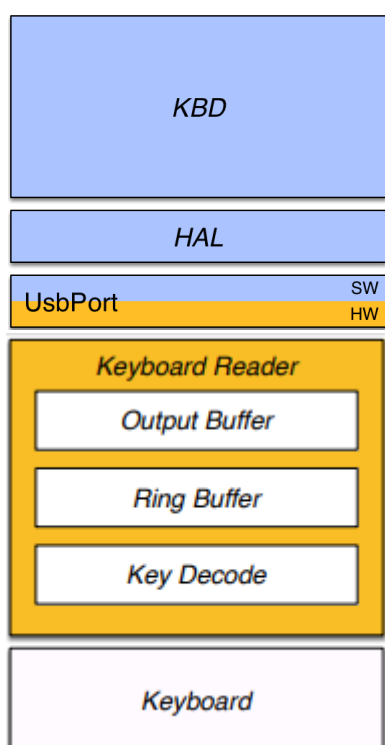 KBD
HAL
UsbPort
SW
HW
Keyboard Reader
Output Buffer
Ring Buffer
Key Decode
Keyboard